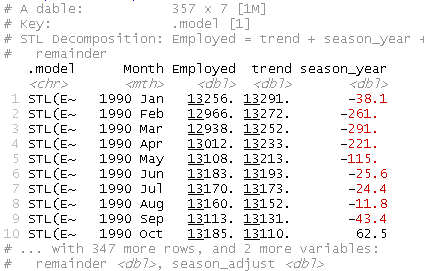 # A dable: 357 x 7 [1M]
# Key: .model [1]
# STL Decomposition: Employed = trend + season_year +
# remainder
.model Month Employed trend season_year
<chr> <mth> <dbl> <dbl> <dbl>
1 STL(E~ 1990 Jan 13256. 13291. -38.1
2 STL(E~ 1990 Feb 12966. 13272. -261.
3 STL(E~ 1990 Mar 12938. 13252. -291.
4 STL(E~ 1990 Apr 13012. 13233. -221.
5 STL(E~ 1990 May 13108. 13213. -115.
6 STL(E~ 1990 Jun 13183. 13193. -25.6
7 STL(E~ 1990 Jul 13170. 13173. -24.4
8 STL(E~ 1990 Aug 13160. 13152. -11.8
9 STL(E~ 1990 Sep 13113. 13131. -43.4
10 STL(E~ 1990 Oct 13185. 13110. 62.5
# ... with 347 more rows, and 2 more variables:
# remainder <dbl>, season_adjust <dbl>